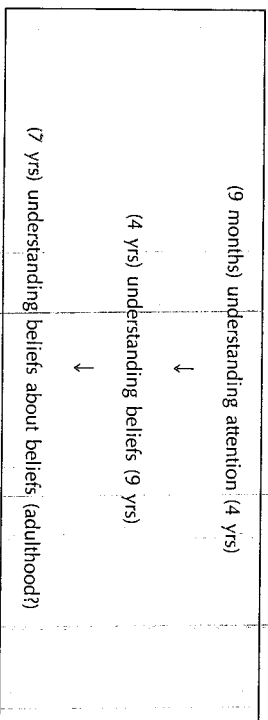 (9 months) understanding attention (4 yrs)
↓
(4 yrs) understanding beliefs (9 yrs)
↓
(7 yrs) understanding beliefs about beliefs (adulthood?)